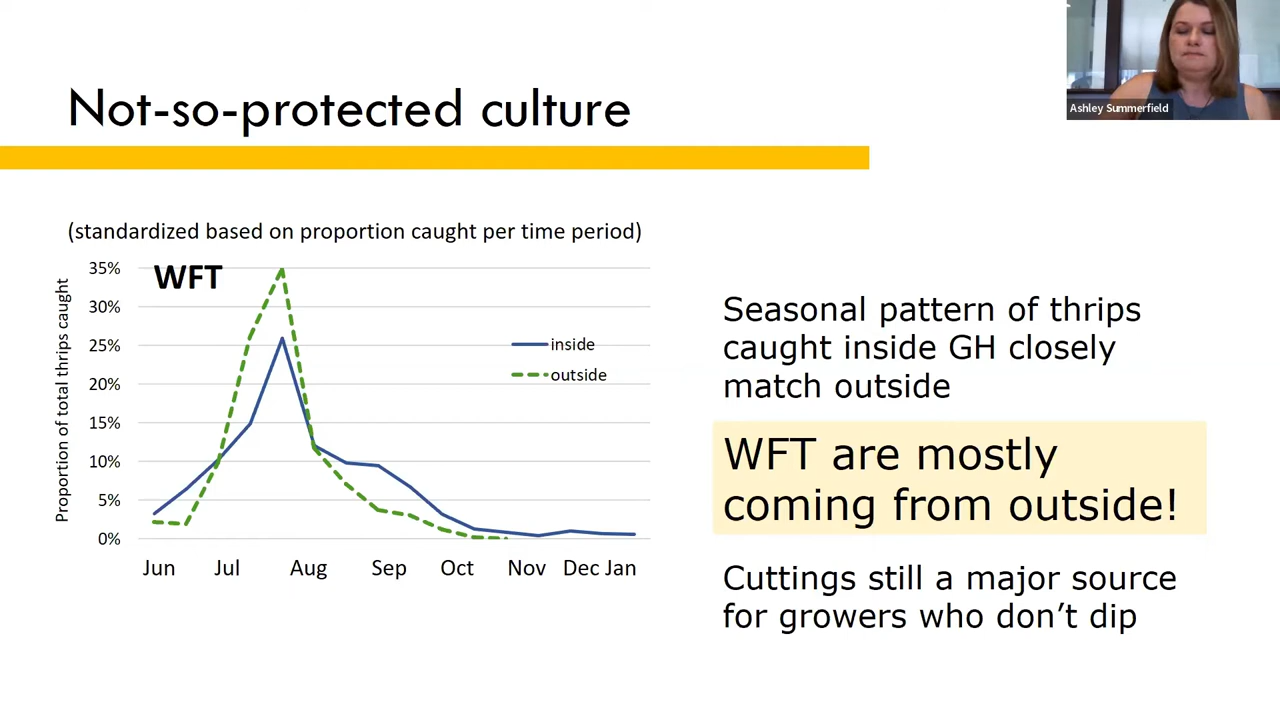 Ashley Summerfield
Not-so-protected culture
(standardized based on proportion caught per time period)
WFT
Proportion of total thrips caught
35%
30%
25%
20%
15%
10%
5%
0%
inside
outside
Jun Jul Aug Sep Oct Nov Dec Jan
Seasonal pattern of thrips
caught inside GH closely
match outside
WFT are mostly
coming from outside!
Cuttings still a major source
for growers who don't dip